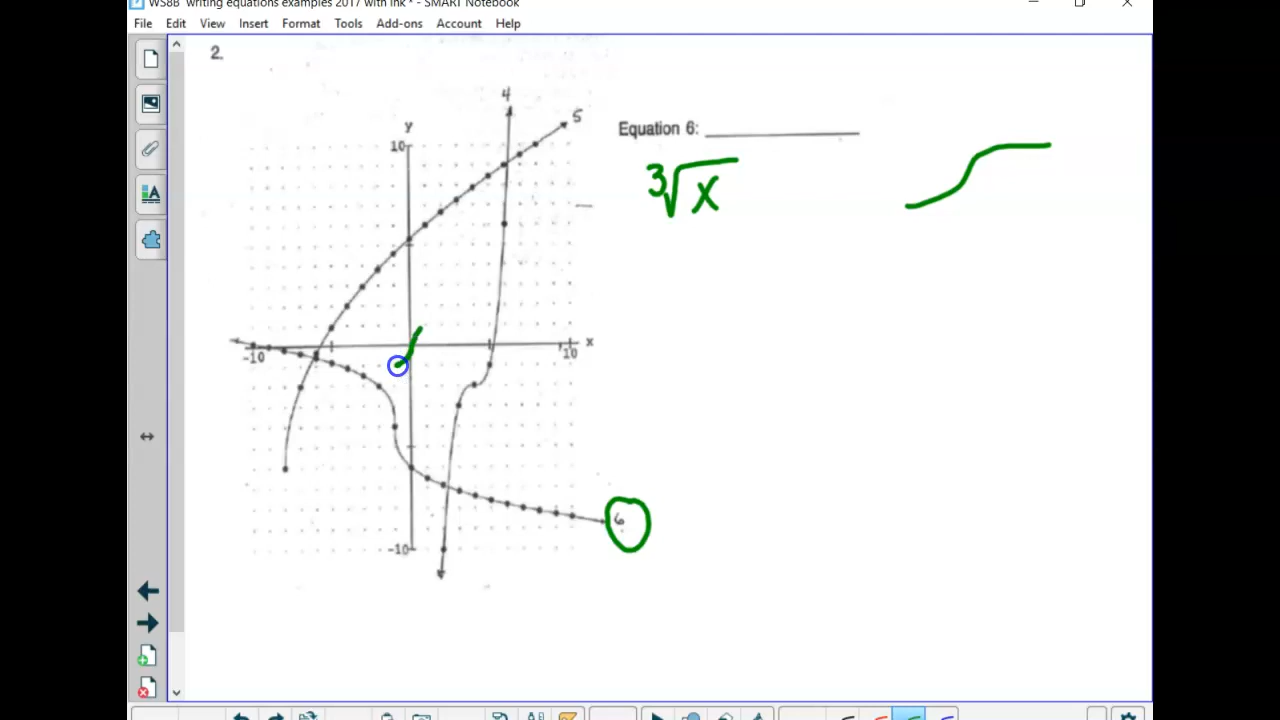 WS8B writing equations examples 2017 with ink * - SMART Notebook
File Edit View Insert Format Tools Add-ons Account Help
2.
4
5
y
10
Equation 6: ____________
∛x
x
-10
10
6
-10